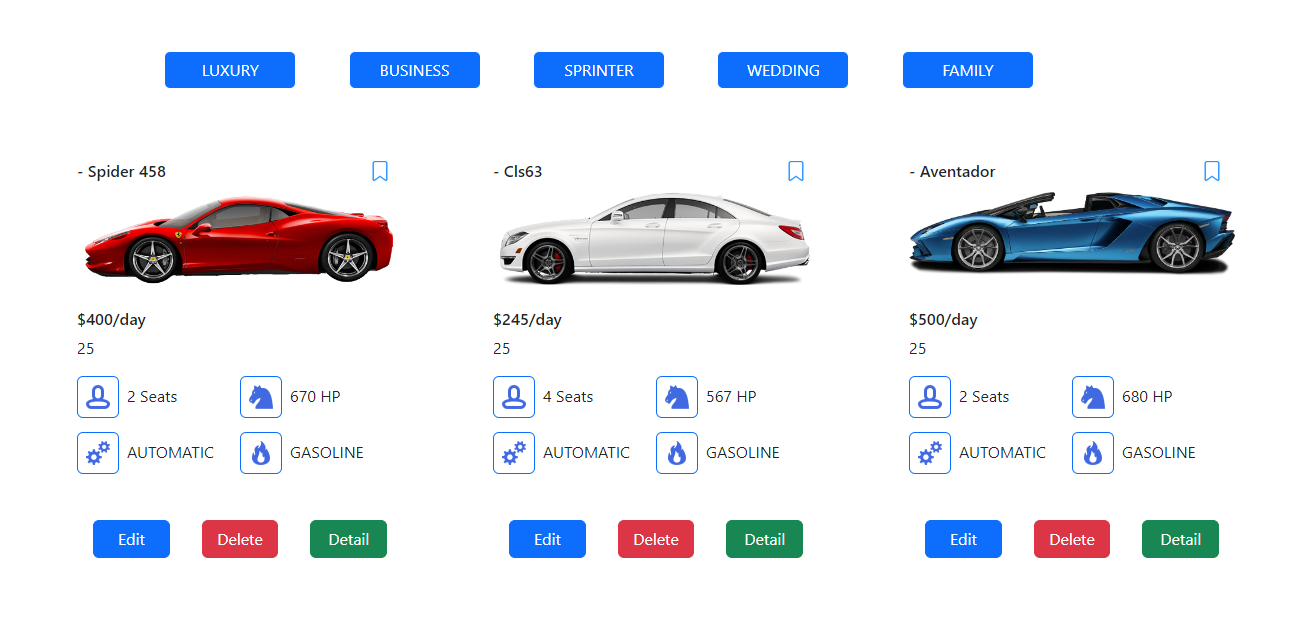 LUXURY BUSINESS SPRINTER WEDDING FAMILY
- Spider 458
$400/day
25
2 Seats 670 HP
AUTOMATIC GASOLINE
Edit Delete Detail
- Cls63
$245/day
25
4 Seats 567 HP
AUTOMATIC GASOLINE
Edit Delete Detail
- Aventador
$500/day
25
2 Seats 680 HP
AUTOMATIC GASOLINE
Edit Delete Detail